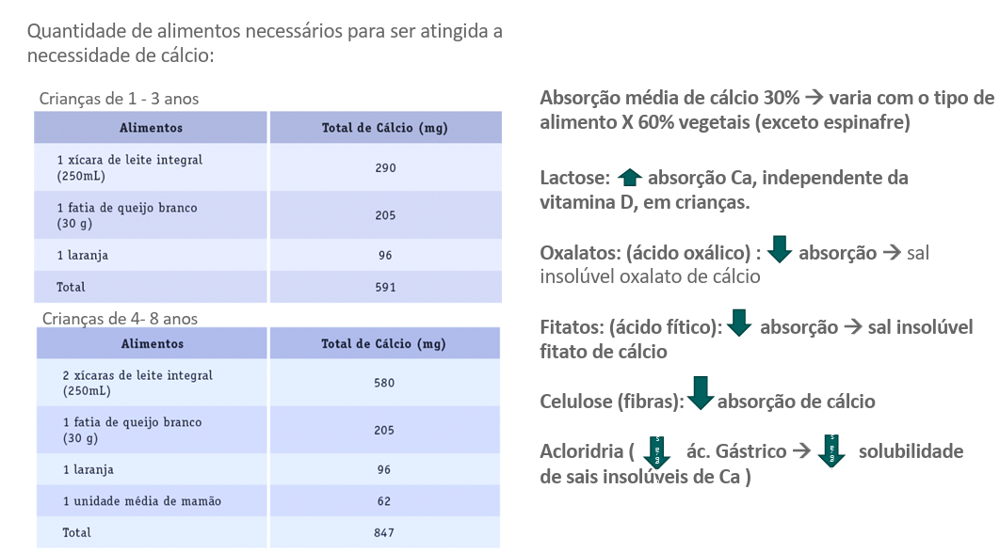 Quantidade de alimentos necessários para ser atingida a
necessidade de cálcio:
Crianças de 1 - 3 anos
Alimentos Total de Cálcio (mg)
1 xícara de leite integral
(250mL) 290
1 fatia de queijo branco
(30 g) 205
1 laranja 96
Total 591
Crianças de 4- 8 anos
Alimentos Total de Cálcio (mg)
2 xícaras de leite integral
(250mL) 580
1 fatia de queijo branco
(30 g) 205
1 laranja 96
1 unidade média de mamão 62
Total 847
Absorção média de cálcio 30% → varia com o tipo de
alimento X 60% vegetais (exceto espinafre)
Lactose: absorção Ca, independente da
vitamina D, em crianças.
Oxalatos: (ácido oxálico) : absorção → sal
insolúvel oxalato de cálcio
Fitatos: (ácido fítico): absorção → sal insolúvel
fitato de cálcio
Celulose (fibras): absorção de cálcio
Acloridria ( ác. Gástrico → solubilidade
de sais insolúveis de Ca )